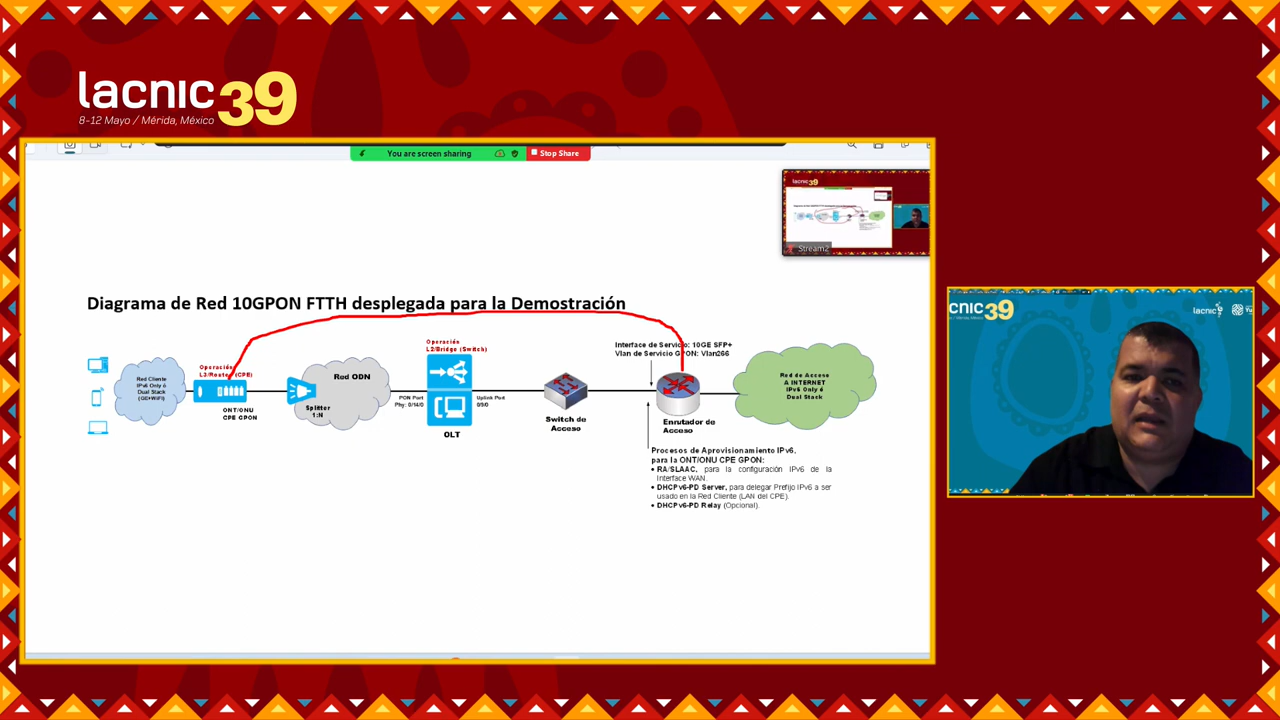 lacnic39
8-12 Mayo / Mérida, México
You are screen sharing
Stop Share
lacnic39
Stream2
Diagrama de Red 10GPON FTTH desplegada para la Demostración
Red Cliente
IPv6 Only ó
Dual Stack
(GE+WiFi)
Operación
L3/Router (CPE)
ONT/ONU
CPE GPON
Splitter
1:N
Red ODN
Operación
L2/Bridge (Switch)
PON Port
Phy: 0/14/0
Uplink Port
0/9/0
OLT
Switch de
Acceso
Interface de Servicio: 10GE SFP+
Vlan de Servicio GPON: Vlan266
Enrutador de
Acceso
Red de Acceso
A INTERNET
IPv6 Only ó
Dual Stack
Procesos de Aprovisionamiento IPv6,
para la ONT/ONU CPE GPON:
• RA/SLAAC, para la configuración IPv6 de la
Interface WAN.
• DHCPv6-PD Server, para delegar Prefijo IPv6 a ser
usado en la Red Cliente (LAN del CPE).
• DHCPv6-PD Relay (Opcional).
cnic39
lacnic